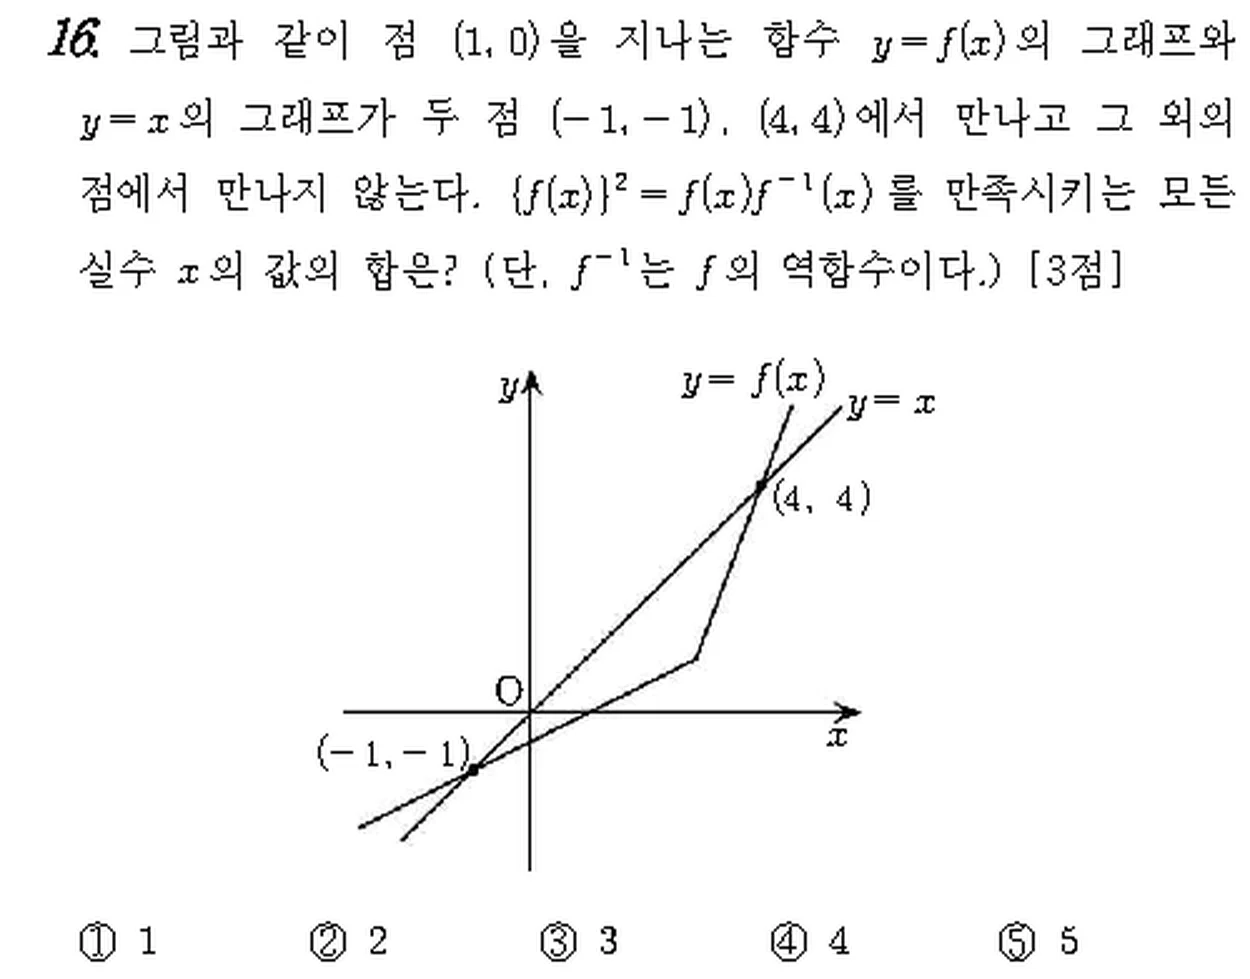 16. 그림과 같이 점 (1, 0)을 지나는 함수 y=f(x)의 그래프와
y=x의 그래프가 두 점 (-1, -1), (4, 4)에서 만나고 그 외의
점에서 만나지 않는다. {f(x)}²=f(x)f⁻¹(x)를 만족시키는 모든
실수 x의 값의 합은? (단, f⁻¹는 f의 역함수이다.) [3점]
y= f(x)
y
y= x
(4, 4)
O
x
(-1, -1)
① 1 ② 2 ③ 3 ④ 4 ⑤ 5